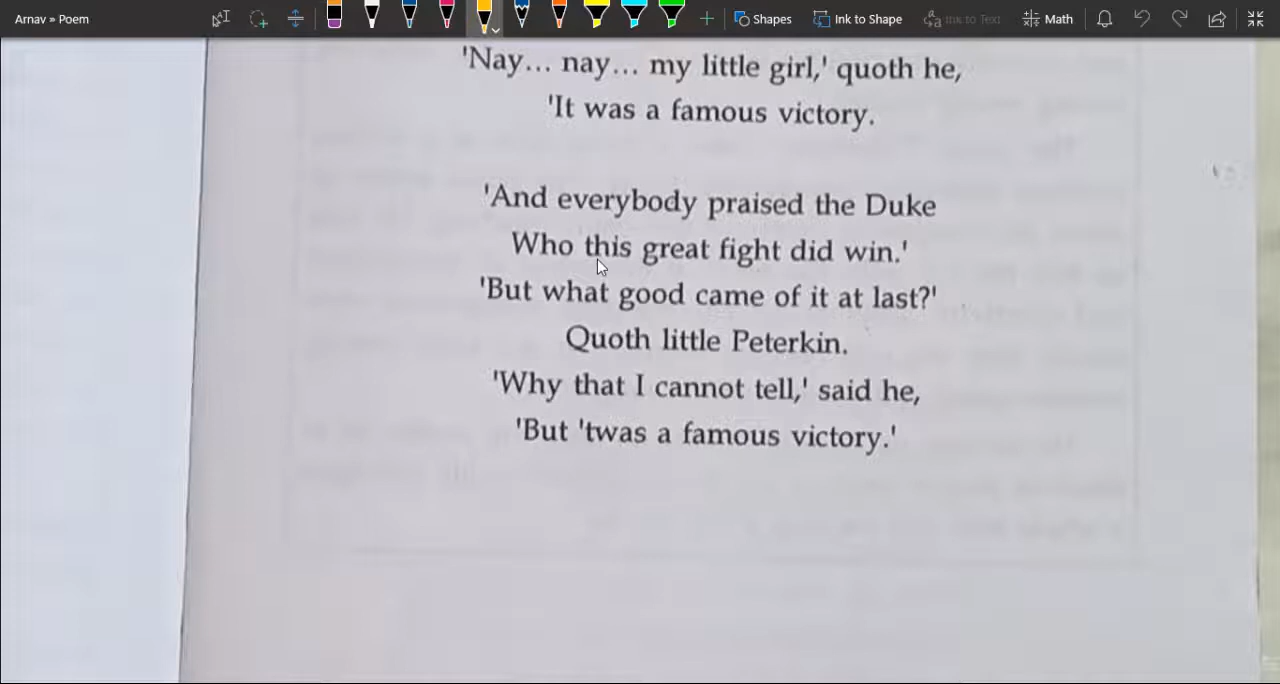 Arnav » Poem
Shapes
Ink to Shape
Ink to Text
Math
'Nay... nay... my little girl,' quoth he,
'It was a famous victory.
'And everybody praised the Duke
Who this great fight did win.'
'But what good came of it at last?'
Quoth little Peterkin.
'Why that I cannot tell,' said he,
'But 'twas a famous victory.'